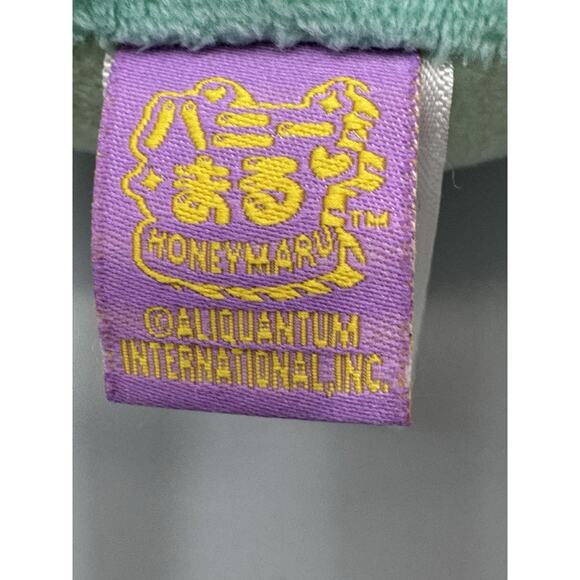 ハニー
まる
HONEYMARU
TM
©ALIQUANTUM
INTERNATIONAL,INC.